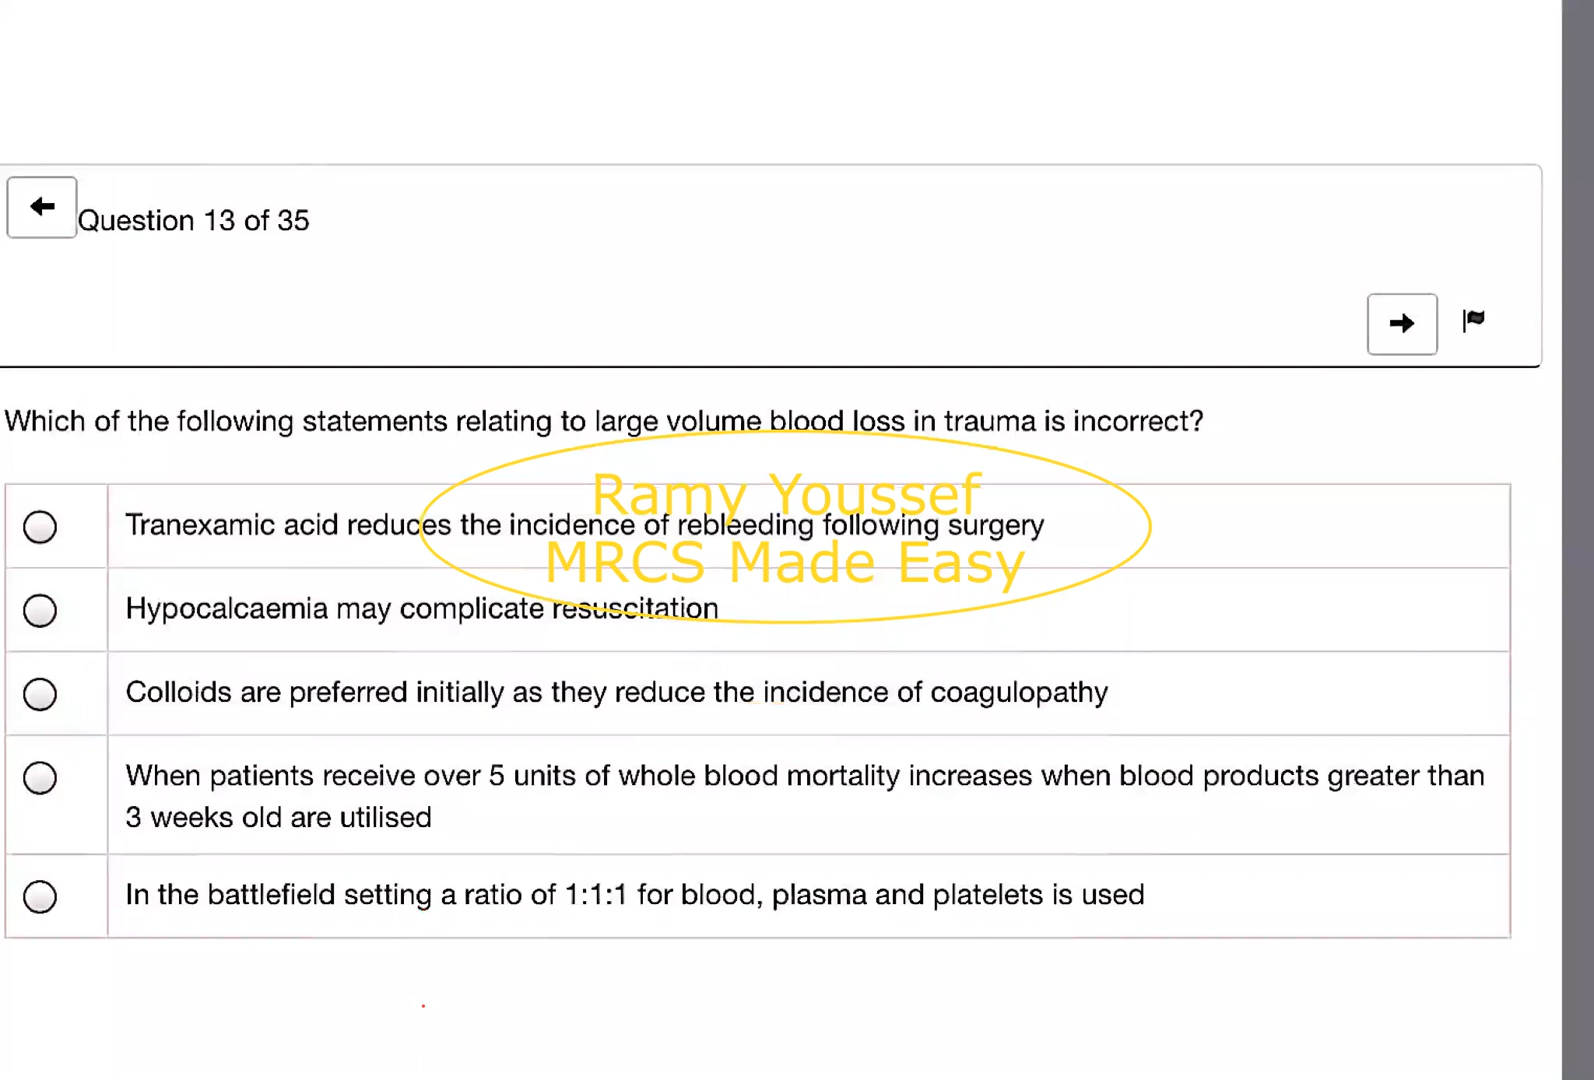 Question 13 of 35
Which of the following statements relating to large volume blood loss in trauma is incorrect?
Ramy Youssef
Tranexamic acid reduces the incidence of rebleeding following surgery
MRCS Made Easy
Hypocalcaemia may complicate resuscitation
Colloids are preferred initially as they reduce the incidence of coagulopathy
When patients receive over 5 units of whole blood mortality increases when blood products greater than
3 weeks old are utilised
In the battlefield setting a ratio of 1:1:1 for blood, plasma and platelets is used